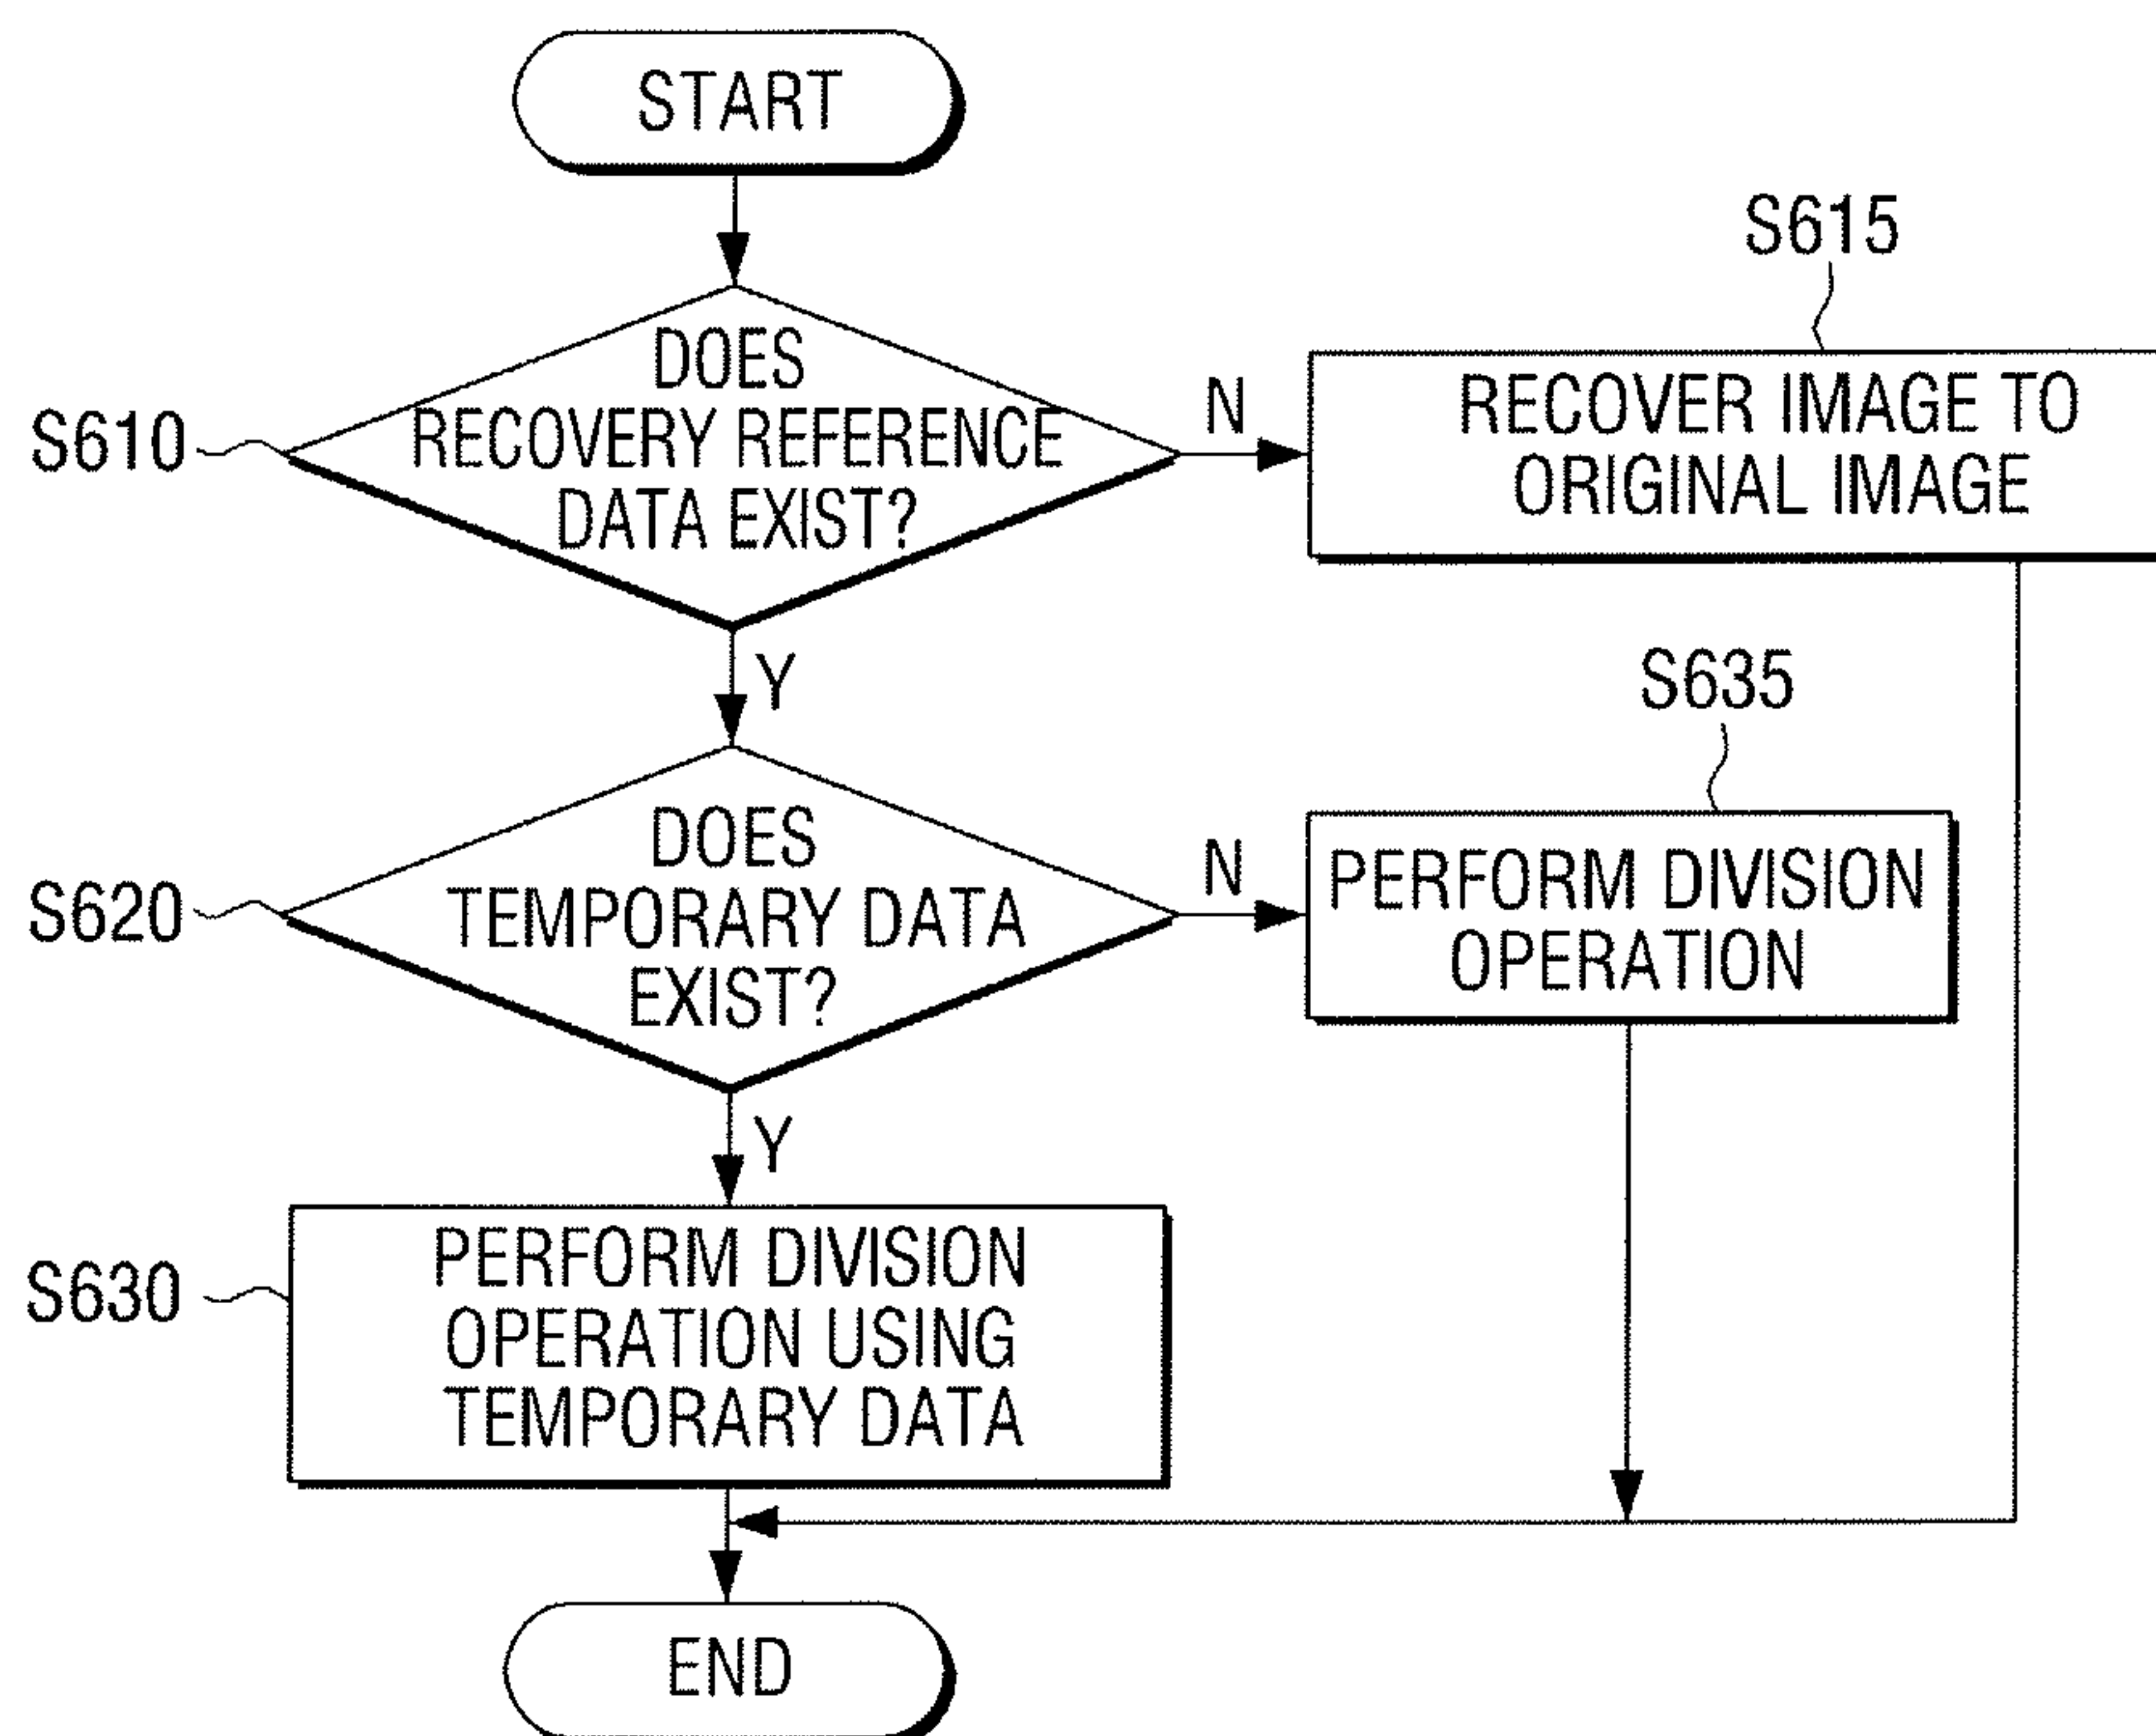 START
S610
DOES
RECOVERY REFERENCE
DATA EXIST?
N
S615
RECOVER IMAGE TO
ORIGINAL IMAGE
Y
S620
DOES
TEMPORARY DATA
EXIST?
N
S635
PERFORM DIVISION
OPERATION
Y
S630
PERFORM DIVISION
OPERATION USING
TEMPORARY DATA
END